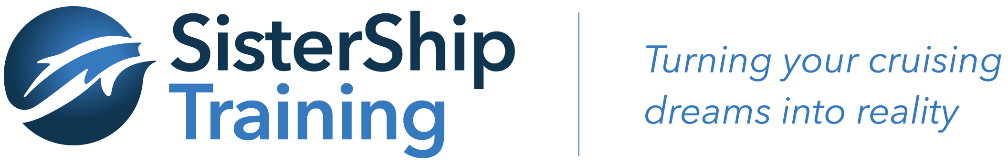 SisterShip
Training
Turning your cruising
dreams into reality